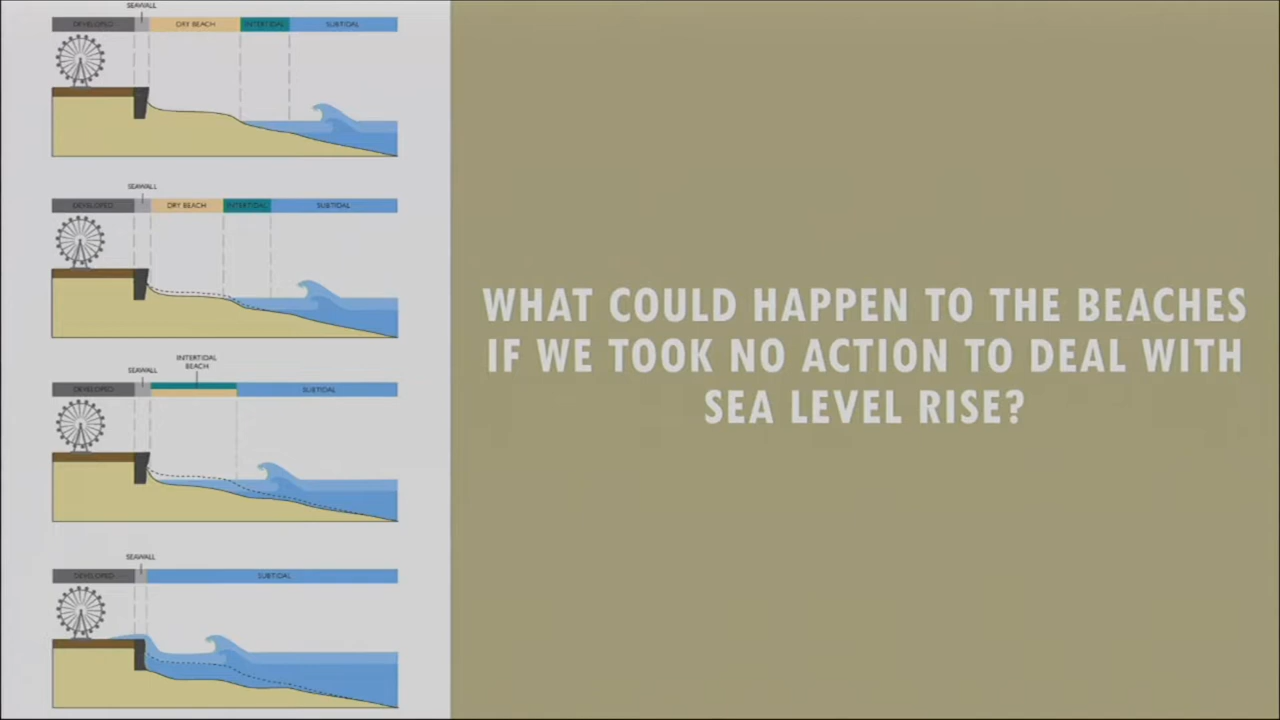 SEAWALL
DEVELOPED DRY BEACH INTERTIDAL SUBTIDAL
SEAWALL
DEVELOPED DRY BEACH INTERTIDAL SUBTIDAL
INTERTIDAL
BEACH
SEAWALL
DEVELOPED SUBTIDAL
SEAWALL
DEVELOPED SUBTIDAL
WHAT COULD HAPPEN TO THE BEACHES
IF WE TOOK NO ACTION TO DEAL WITH
SEA LEVEL RISE?